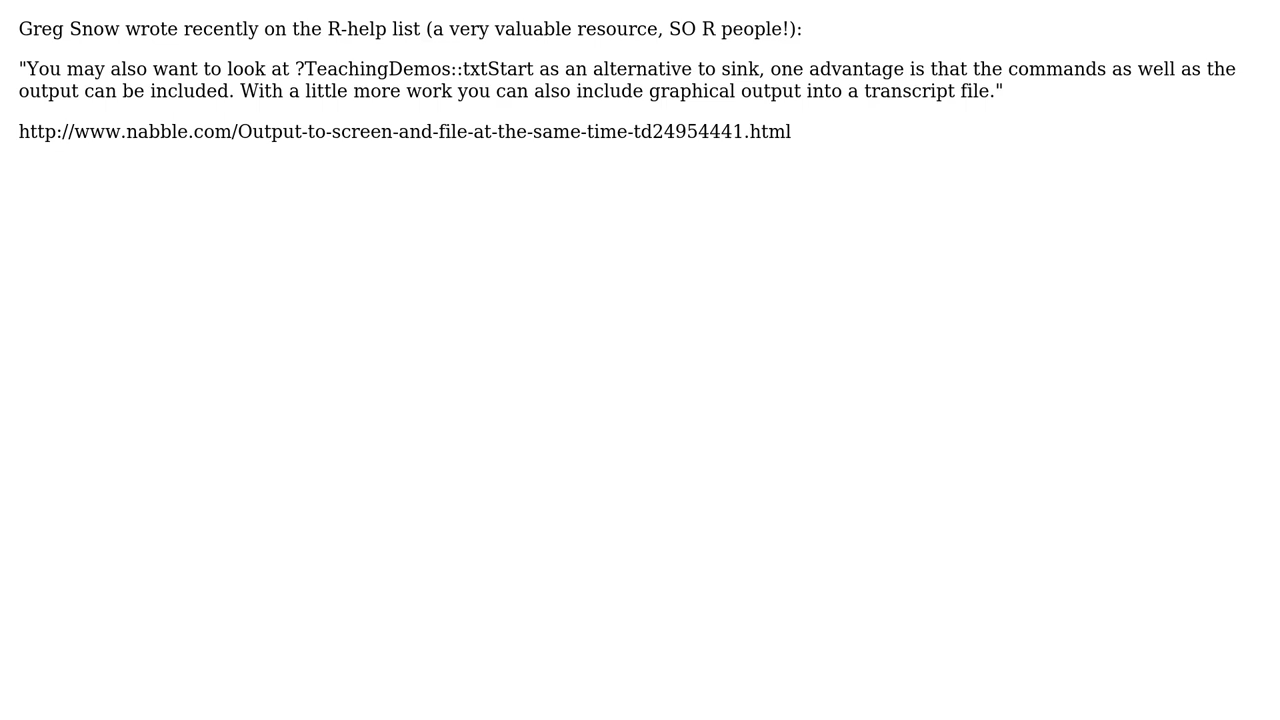 Greg Snow wrote recently on the R-help list (a very valuable resource, SO R people!):
"You may also want to look at ?TeachingDemos::txtStart as an alternative to sink, one advantage is that the commands as well as the
output can be included. With a little more work you can also include graphical output into a transcript file."
http://www.nabble.com/Output-to-screen-and-file-at-the-same-time-td24954441.html